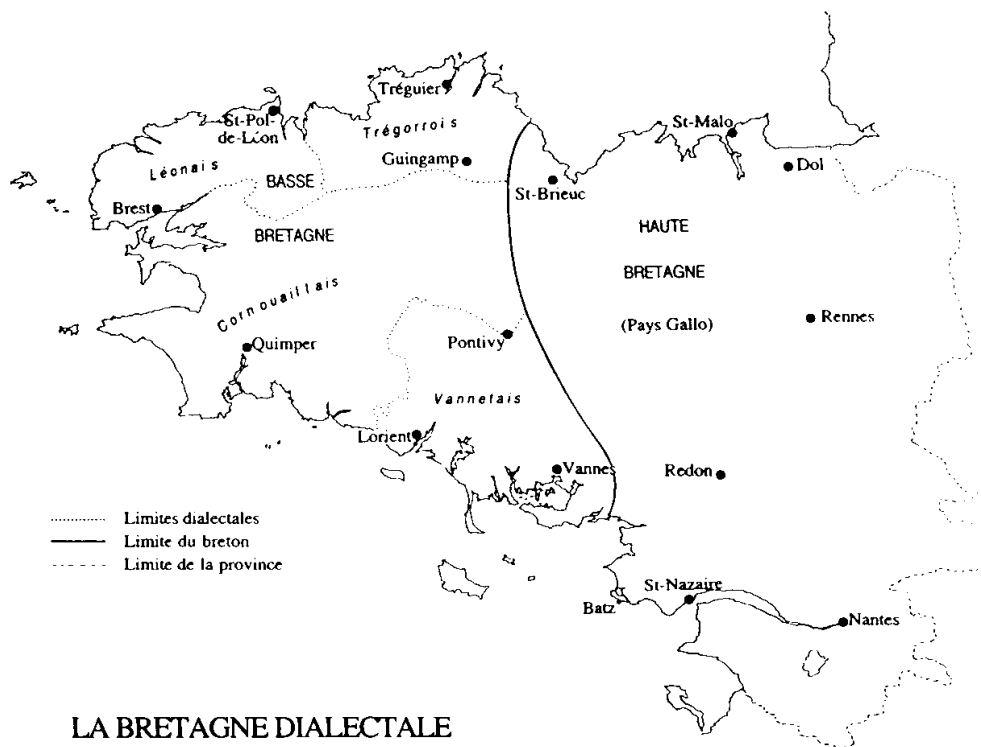 Tréguier
St-Pol-
de-Léon
Trégorrois
St-Malo
Léonais
Guingamp
Dol
BASSE
St-Brieuc
Brest
BRETAGNE
HAUTE
BRETAGNE
Cornouaillais
(Pays Gallo)
Rennes
Quimper
Pontivy
Vannetais
Lorient
Vannes
Redon
Limites dialectales
Limite du breton
Limite de la province
St-Nazaire
Batz
Nantes
LA BRETAGNE DIALECTALE